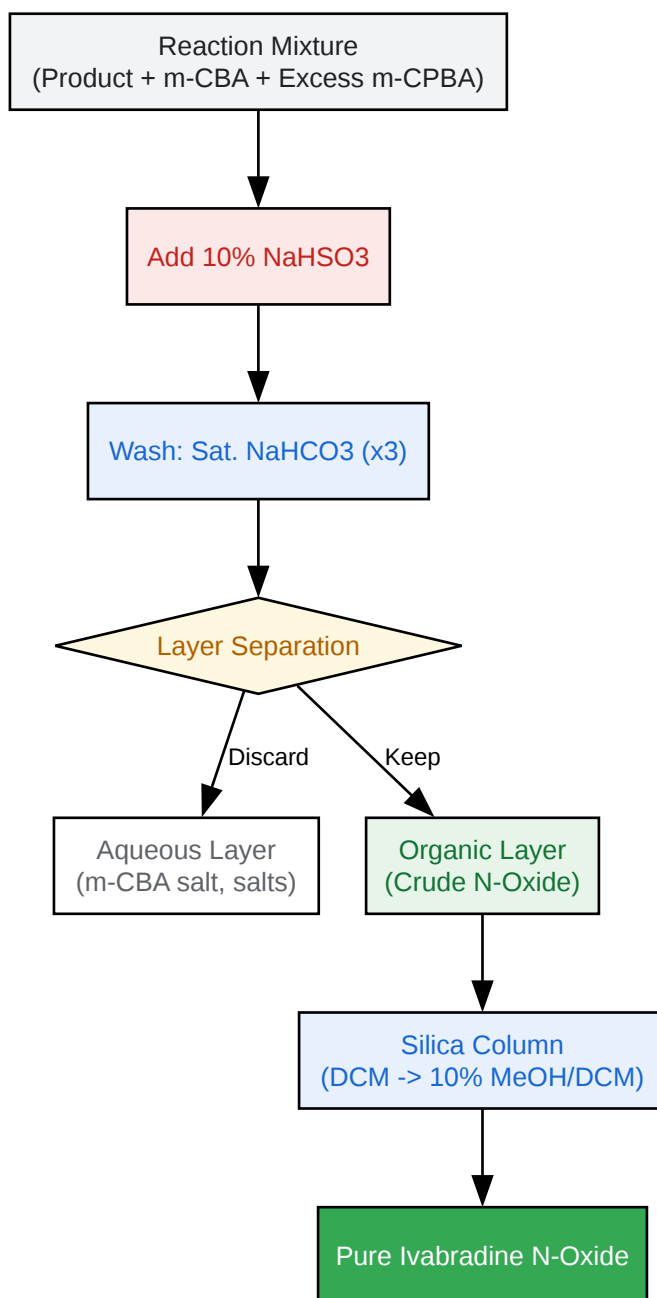 Reaction Mixture
(Product + m-CBA + Excess m-CPBA)
Add 10% NaHSO3
Wash: Sat. NaHCO3 (x3)
Layer Separation
Discard
Keep
Aqueous Layer
(m-CBA salt, salts)
Organic Layer
(Crude N-Oxide)
Silica Column
(DCM -> 10% MeOH/DCM)
Pure Ivabradine N-Oxide